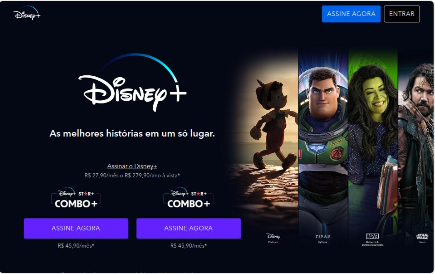 Disney+
ASSINE AGORA
ENTRAR
Disney+
As melhores histórias em um só lugar.
Assinar o Disney+
R$ 27,90/mês o R$ 279,90/ano à vista*
Disney+ STAR+
COMBO+
Disney+ STAR+
COMBO+
ASSINE AGORA
ASSINE AGORA
R$ 45,90/mês*
R$ 45,90/mês*
Disney
PIXAR
MARVEL
STAR WARS